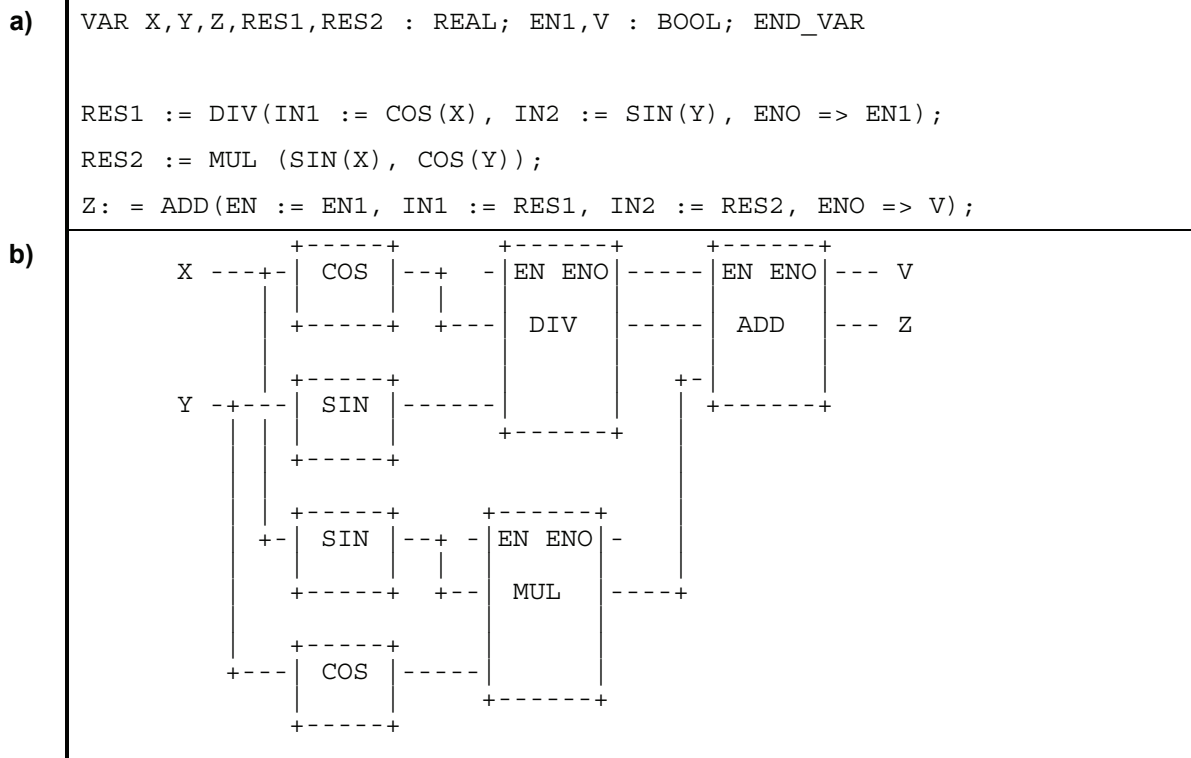 a) VAR X,Y,Z,RES1,RES2 : REAL; EN1,V : BOOL; END_VAR
RES1 := DIV(IN1 := COS(X), IN2 := SIN(Y), ENO => EN1);
RES2 := MUL (SIN(X), COS(Y));
Z: = ADD(EN := EN1, IN1 := RES1, IN2 := RES2, ENO => V);
b)
X COS EN ENO EN ENO V
DIV ADD Z
Y SIN
SIN EN ENO
MUL
COS